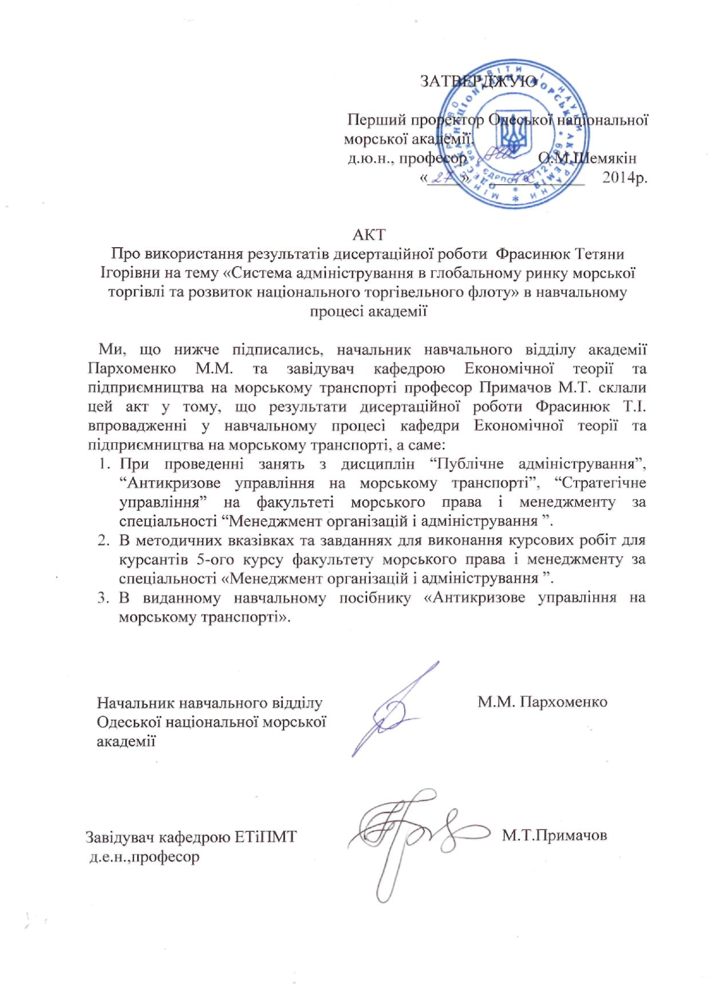 ЗАТВЕРДЖУЮ
Перший проректор Одеської національної
морської академії,
д.ю.н., професор О.М.Шемякін
«27» 2014р.
АКТ
Про використання результатів дисертаційної роботи Фрасинюк Тетяни
Ігорівни на тему «Система адміністрування в глобальному ринку морської
торгівлі та розвиток національного торгівельного флоту» в навчальному
процесі академії
Ми, що нижче підписались, начальник навчального відділу академії
Пархоменко М.М. та завідувач кафедрою Економічної теорії та
підприємництва на морському транспорті професор Примачов М.Т. склали
цей акт у тому, що результати дисертаційної роботи Фрасинюк Т.І.
впровадженні у навчальному процесі кафедри Економічної теорії та
підприємництва на морському транспорті, а саме:
1. При проведенні занять з дисциплін “Публічне адміністрування”,
“Антикризове управління на морському транспорті”, “Стратегічне
управління” на факультеті морського права і менеджменту за
спеціальності “Менеджмент організацій і адміністрування ”.
2. В методичних вказівках та завданнях для виконання курсових робіт для
курсантів 5-ого курсу факультету морського права і менеджменту за
спеціальності «Менеджмент організацій і адміністрування ”.
3. В виданному навчальному посібнику «Антикризове управління на
морському транспорті».
Начальник навчального відділу М.М. Пархоменко
Одеської національної морської
академії
Завідувач кафедрою ЕТіПМТ М.Т.Примачов
д.е.н.,професор